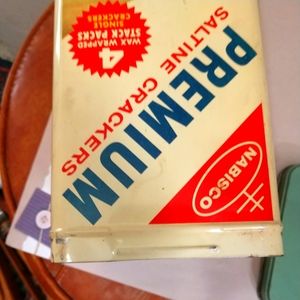 4
WAX WRAPPED
STACK PACKS
SINGLE
CRACKERS
PREMIUM
SALTINE CRACKERS
NABISCO